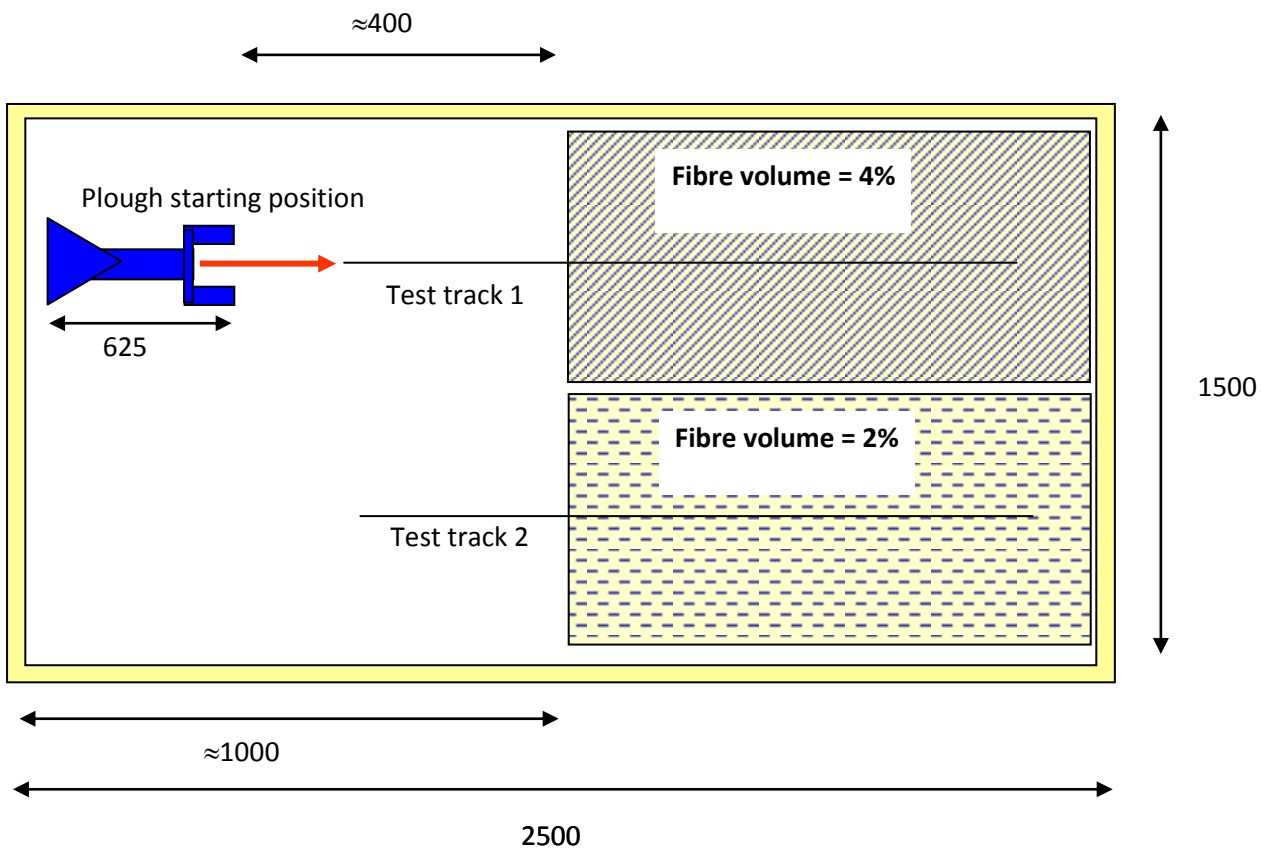 ≈400
Fibre volume = 4%
Plough starting position
Test track 1
625
1500
Fibre volume = 2%
Test track 2
≈1000
2500